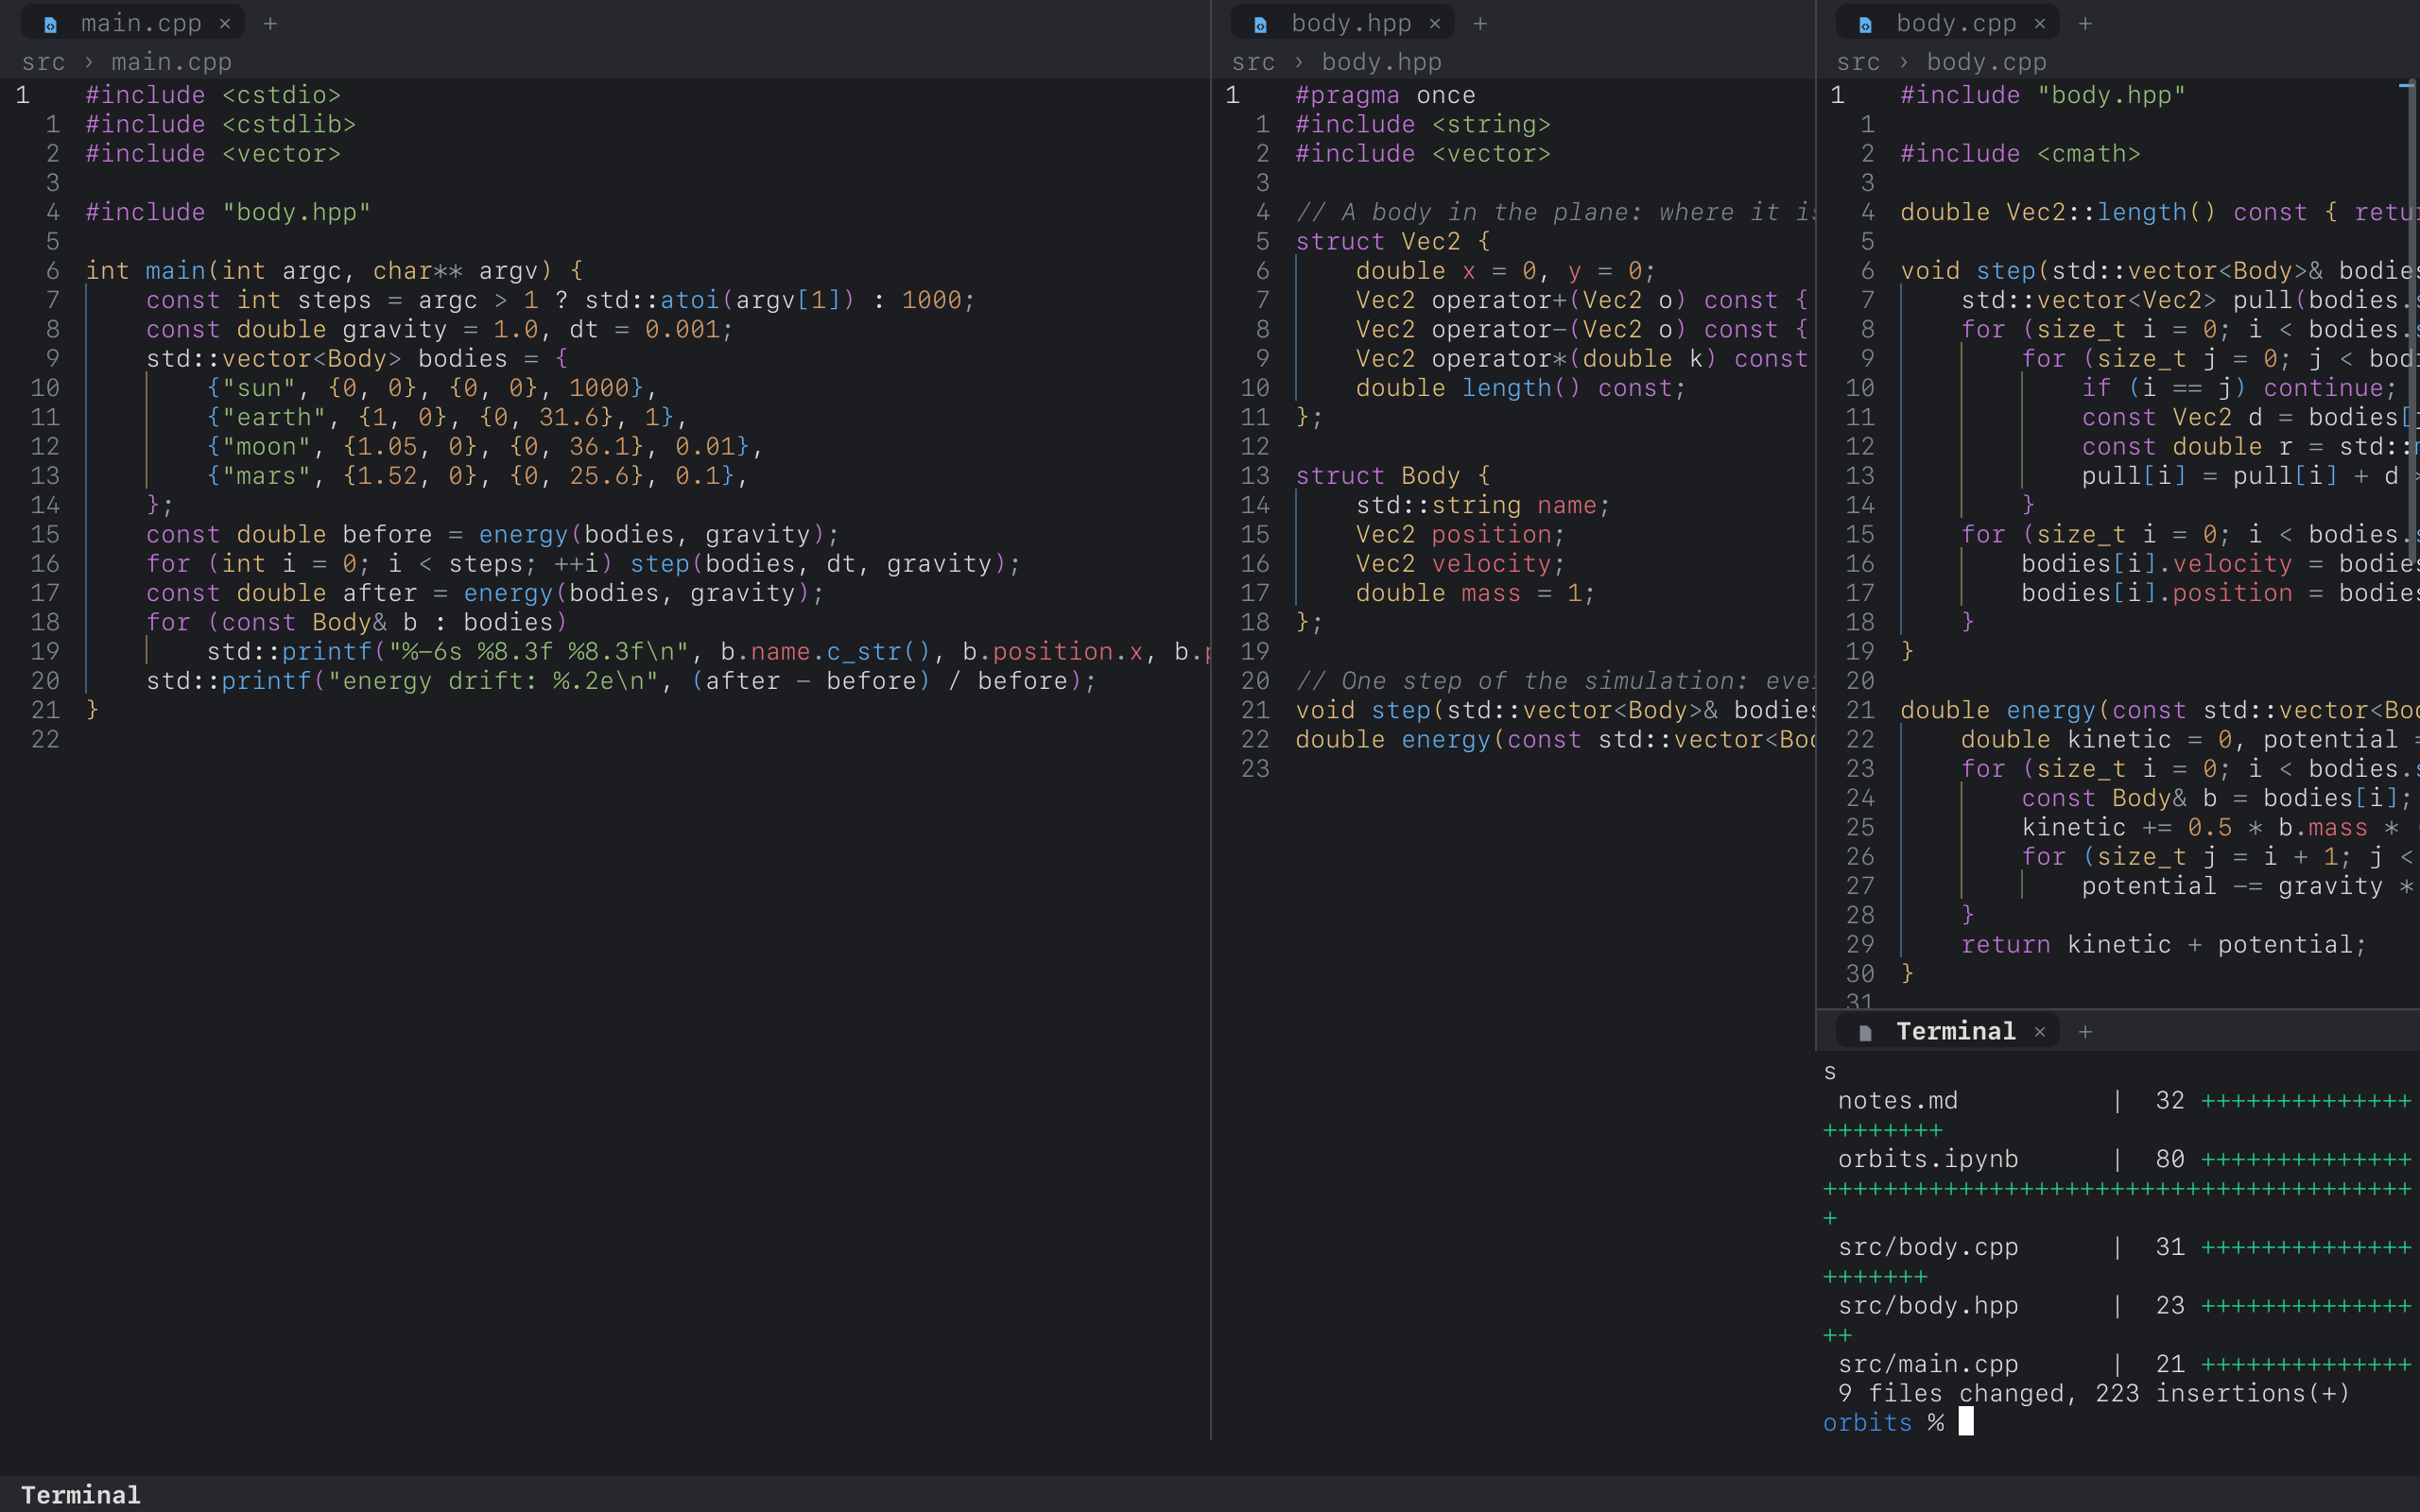 main.cpp × +
src › main.cpp
1 #include <cstdio>
1 #include <cstdlib>
2 #include <vector>
3
4 #include "body.hpp"
5
6 int main(int argc, char** argv) {
7 const int steps = argc > 1 ? std::atoi(argv[1]) : 1000;
8 const double gravity = 1.0, dt = 0.001;
9 std::vector<Body> bodies = {
10 {"sun", {0, 0}, {0, 0}, 1000},
11 {"earth", {1, 0}, {0, 31.6}, 1},
12 {"moon", {1.05, 0}, {0, 36.1}, 0.01},
13 {"mars", {1.52, 0}, {0, 25.6}, 0.1},
14 };
15 const double before = energy(bodies, gravity);
16 for (int i = 0; i < steps; ++i) step(bodies, dt, gravity);
17 const double after = energy(bodies, gravity);
18 for (const Body& b : bodies)
19 std::printf("%-6s %8.3f %8.3f\n", b.name.c_str(), b.position.x, b.p
20 std::printf("energy drift: %.2e\n", (after - before) / before);
21 }
22
body.hpp × +
src › body.hpp
1 #pragma once
1 #include <string>
2 #include <vector>
3
4 // A body in the plane: where it is
5 struct Vec2 {
6 double x = 0, y = 0;
7 Vec2 operator+(Vec2 o) const {
8 Vec2 operator-(Vec2 o) const {
9 Vec2 operator*(double k) const
10 double length() const;
11 };
12
13 struct Body {
14 std::string name;
15 Vec2 position;
16 Vec2 velocity;
17 double mass = 1;
18 };
19
20 // One step of the simulation: eve
21 void step(std::vector<Body>& bodies
22 double energy(const std::vector<Bo
23
body.cpp × +
src › body.cpp
1 #include "body.hpp"
1
2 #include <cmath>
3
4 double Vec2::length() const { retu
5
6 void step(std::vector<Body>& bodies
7 std::vector<Vec2> pull(bodies.s
8 for (size_t i = 0; i < bodies.s
9 for (size_t j = 0; j < bod
10 if (i == j) continue;
11 const Vec2 d = bodies[j
12 const double r = std::
13 pull[i] = pull[i] + d
14 }
15 for (size_t i = 0; i < bodies.s
16 bodies[i].velocity = bodies
17 bodies[i].position = bodies
18 }
19 }
20
21 double energy(const std::vector<Bo
22 double kinetic = 0, potential =
23 for (size_t i = 0; i < bodies.s
24 const Body& b = bodies[i];
25 kinetic += 0.5 * b.mass *
26 for (size_t j = i + 1; j <
27 potential -= gravity *
28 }
29 return kinetic + potential;
30 }
31
Terminal × +
s
notes.md | 32 ++++++++++++++
++++++++
orbits.ipynb | 80 ++++++++++++++
+++++++++++++++++++++++++++++++++++++++
+
src/body.cpp | 31 ++++++++++++++
+++++++
src/body.hpp | 23 ++++++++++++++
++
src/main.cpp | 21 ++++++++++++++
9 files changed, 223 insertions(+)
orbits %
Terminal